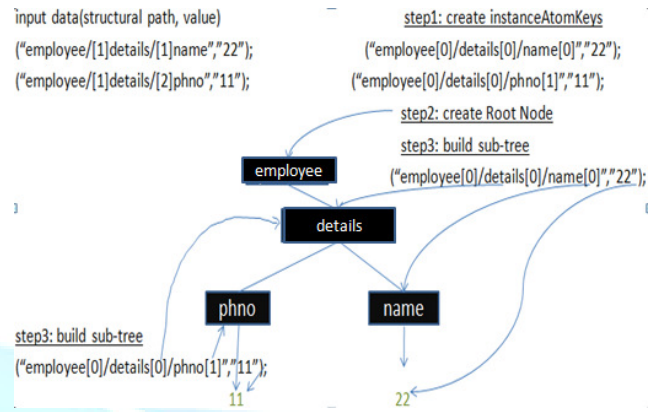 input data(structural path, value)
("employee/[1]details/[1]name","22");
("employee/[1]details/[2]phno","11");
step1: create instanceAtomKeys
("employee[0]/details[0]/name[0]","22");
("employee[0]/details[0]/phno[1]","11");
step2: create Root Node
step3: build sub-tree
("employee[0]/details[0]/name[0]","22");
employee
details
phno
name
step3: build sub-tree
("employee[0]/details[0]/phno[1]","11");
11
22